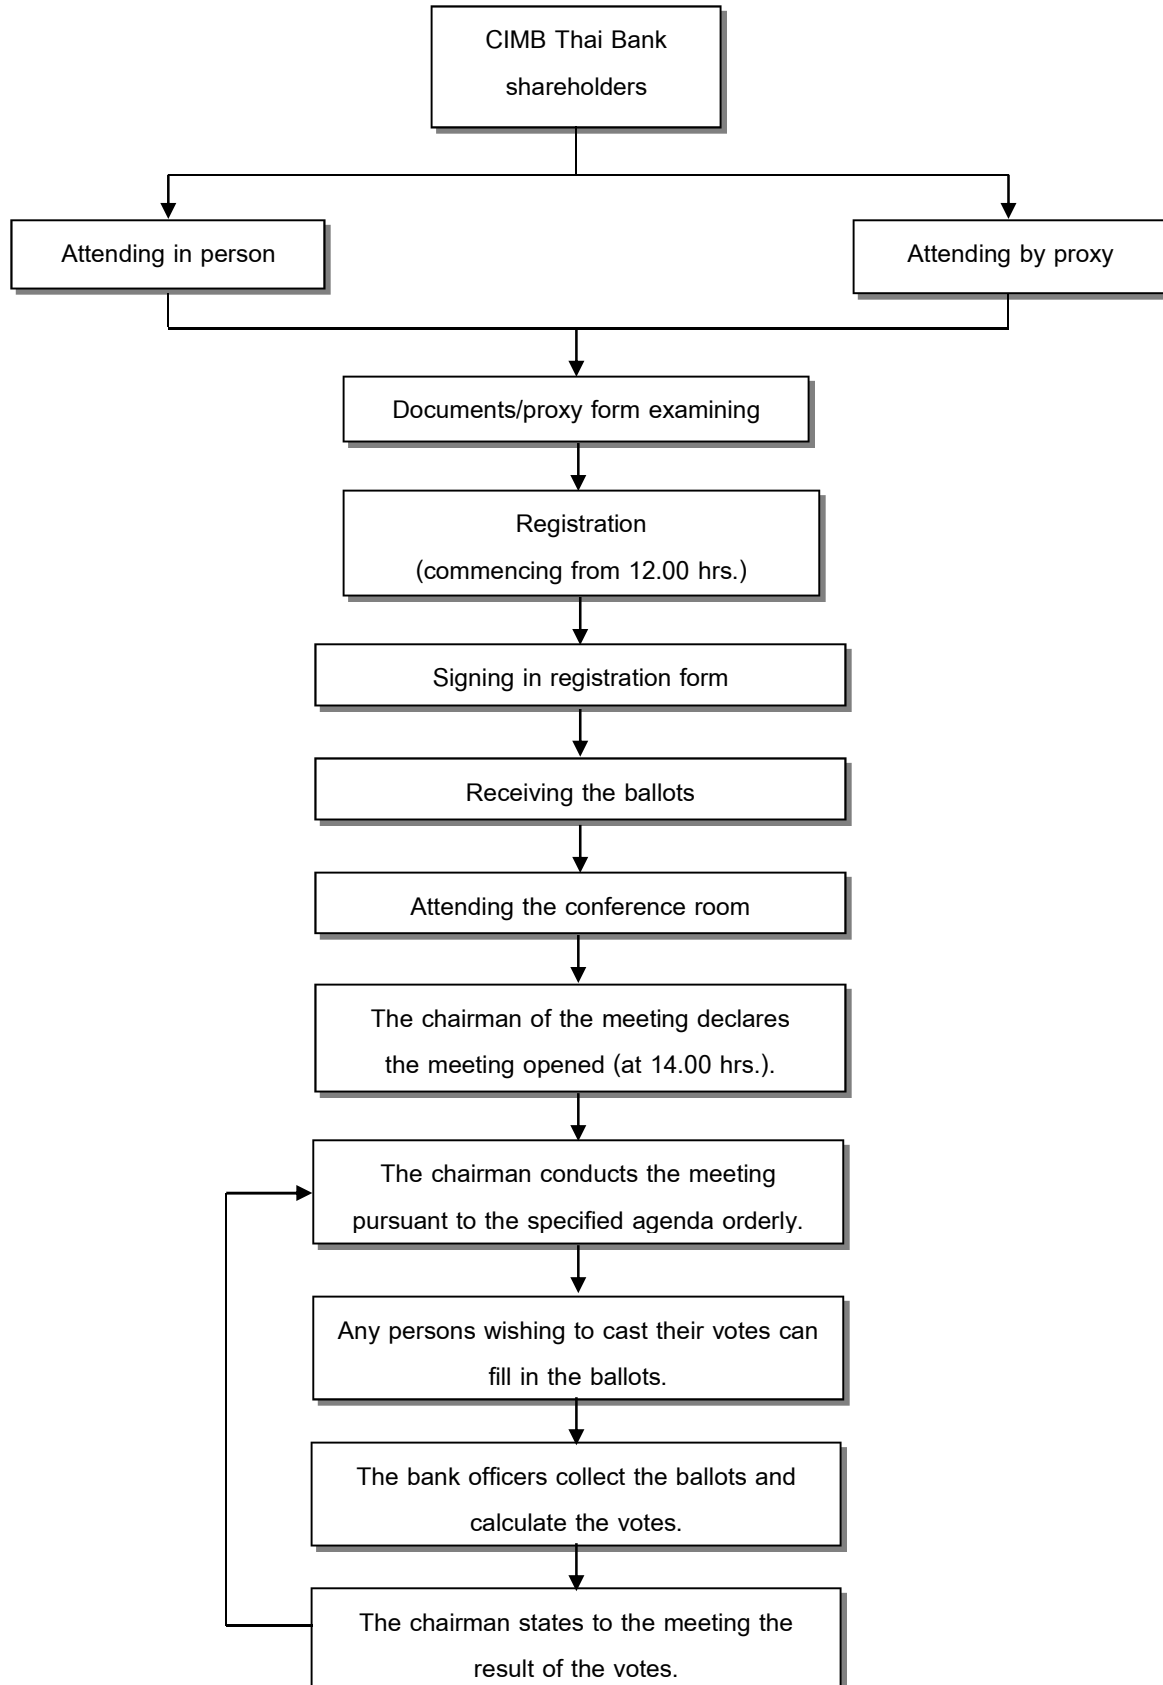 CIMB Thai Bank
shareholders
Attending in person
Attending by proxy
Documents/proxy form examining
Registration
(commencing from 12.00 hrs.)
Signing in registration form
Receiving the ballots
Attending the conference room
The chairman of the meeting declares
the meeting opened (at 14.00 hrs.).
The chairman conducts the meeting
pursuant to the specified agenda orderly.
Any persons wishing to cast their votes can
fill in the ballots.
The bank officers collect the ballots and
calculate the votes.
The chairman states to the meeting the
result of the votes.